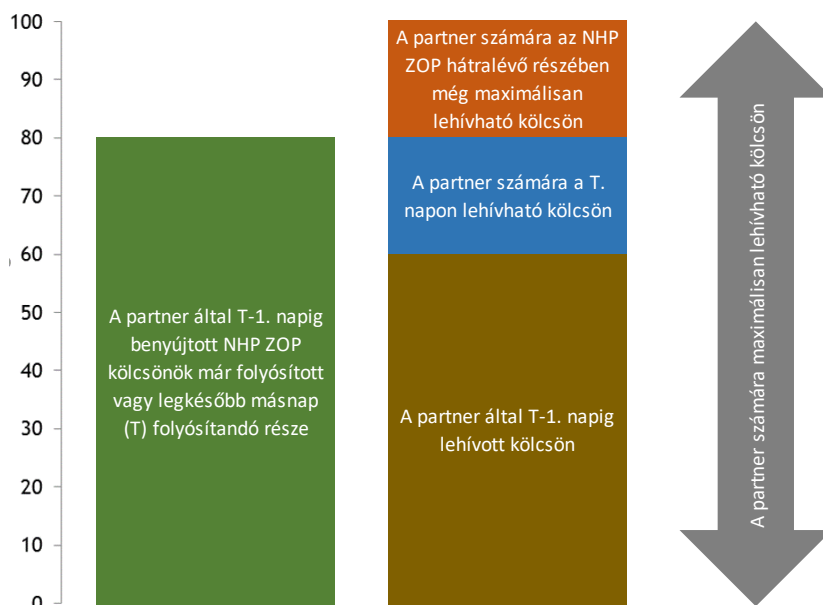 100
90
80
70
60
50
40
30
20
10
0
A partner által T-1. napig
benyújtott NHP ZOP
kölcsönök már folyósított
vagy legkésőbb másnap
(T) folyósítandó része
A partner számára az NHP
ZOP hátralévő részében
még maximálisan
lehívható kölcsön
A partner számára a T.
napon lehívható kölcsön
A partner által T-1. napig
lehívott kölcsön
A partner számára maximálisan lehívható kölcsön